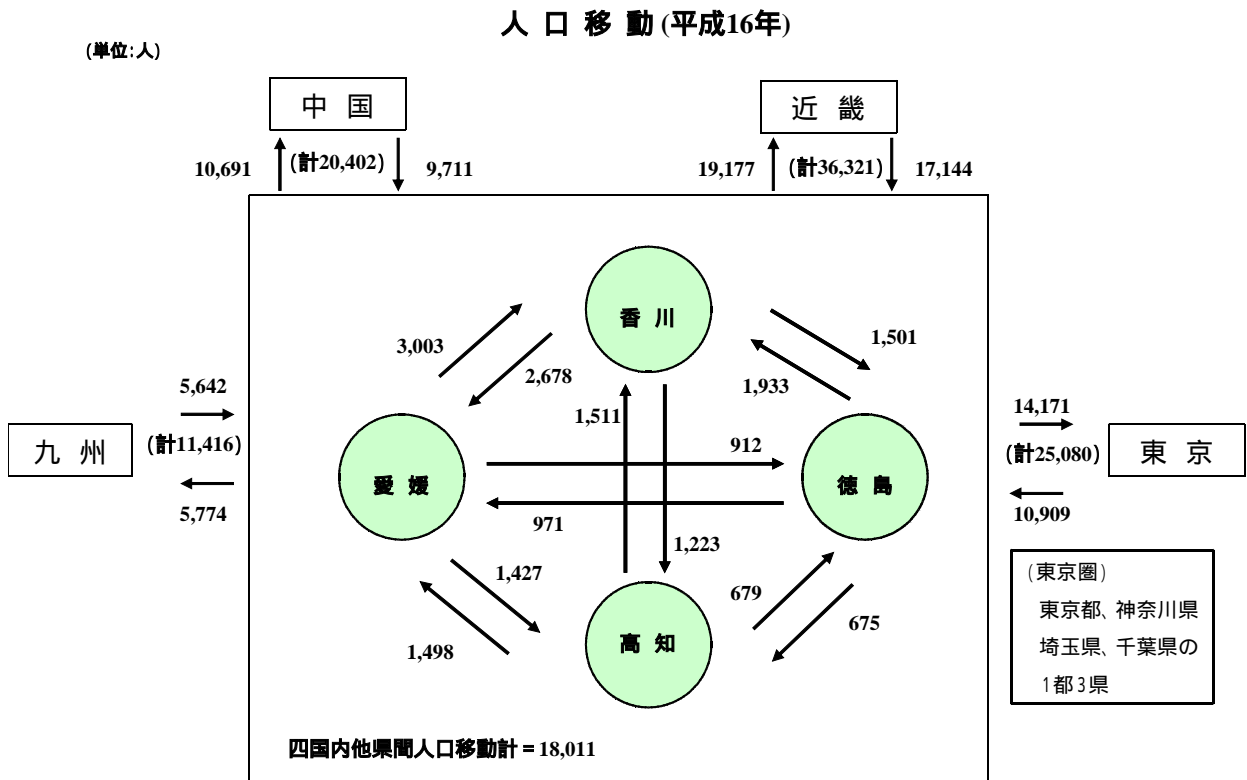 人口移動(平成16年)
(単位:人)
中国
近畿
10,691
(計20,402)
9,711
19,177
(計36,321)
17,144
香川
3,003
2,678
1,501
1,933
5,642
九州
(計11,416)
5,774
1,511
912
愛媛
徳島
971
1,223
14,171
(計25,080)
東京
10,909
1,427
1,498
679
675
高知
(東京圏)
東京都、神奈川県
埼玉県、千葉県の
1都3県
四国内他県間人口移動計=18,011